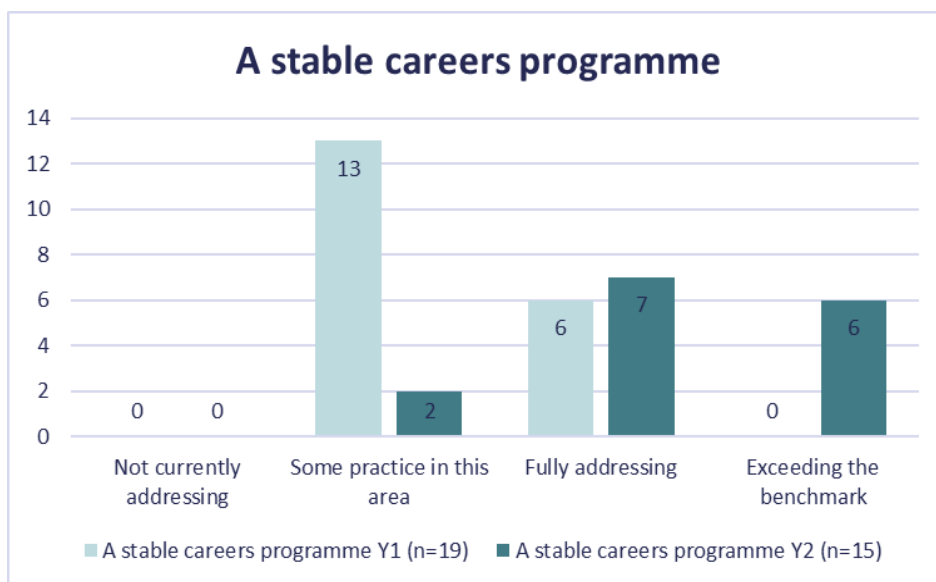 A stable careers programme
14
12
10
8
6
4
2
0
0
0
13
2
6
7
0
6
Not currently
addressing
Some practice in this
area
Fully addressing
Exceeding the
benchmark
A stable careers programme Y1 (n=19)
A stable careers programme Y2 (n=15)